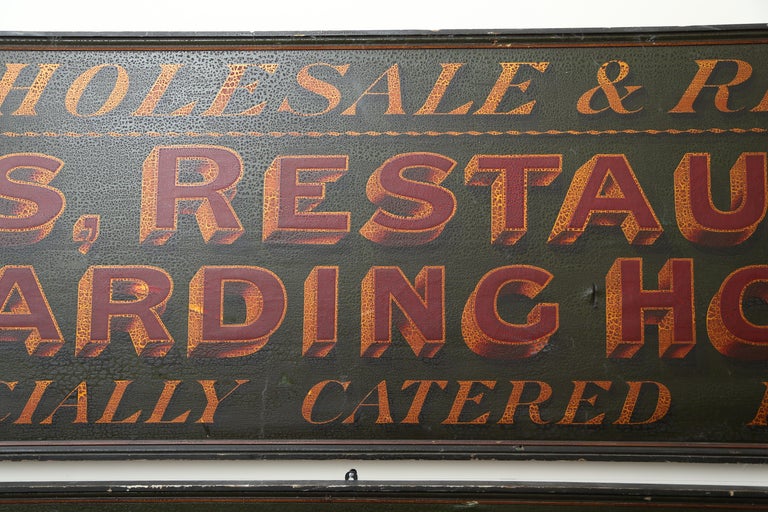 HOLESALE & R
S, RESTAU
ARDING HO
CIALLY CATERED